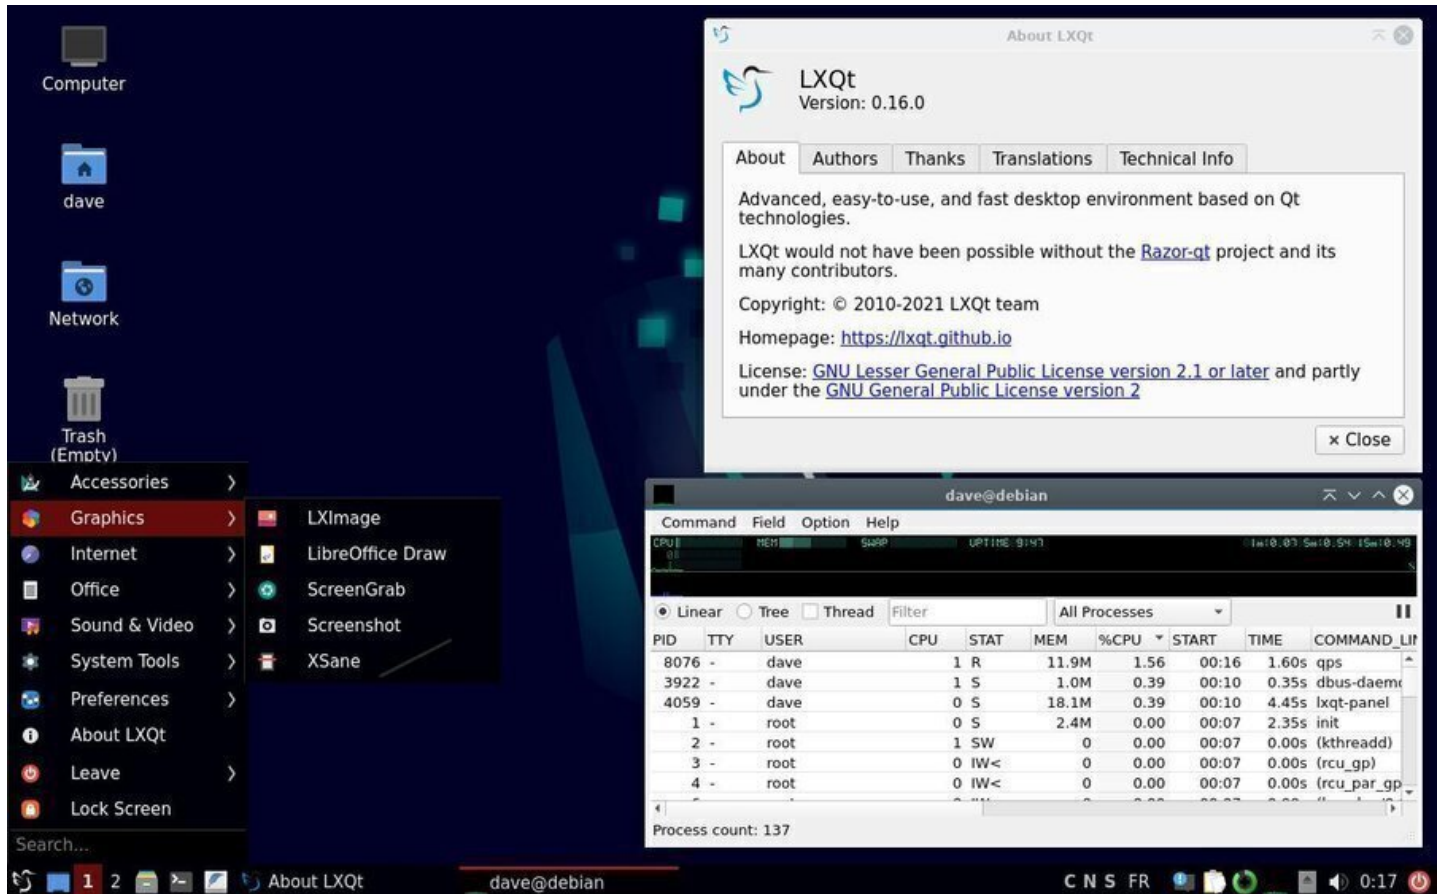 Computer
dave
Network
Trash
(Empty)
About LXQt
LXQt
Version: 0.16.0
About Authors Thanks Translations Technical Info
Advanced, easy-to-use, and fast desktop environment based on Qt
technologies.
LXQt would not have been possible without the Razor-qt project and its
many contributors.
Copyright: © 2010-2021 LXQt team
Homepage: https://lxqt.github.io
License: GNU Lesser General Public License version 2.1 or later and partly
under the GNU General Public License version 2
× Close
Accessories
Graphics
Internet
Office
Sound & Video
System Tools
Preferences
About LXQt
Leave
Lock Screen
Search...
LXImage
LibreOffice Draw
ScreenGrab
Screenshot
XSane
dave@debian
Command Field Option Help
CPU MEM SWAP UPTIME 9:47 1m:0.07 5m:0.54 15m:0.49
Linear Tree Thread Filter All Processes
PID TTY USER CPU STAT MEM %CPU START TIME COMMAND_LI
8076 - dave 1 R 11.9M 1.56 00:16 1.60s qps
3922 - dave 1 S 1.0M 0.39 00:10 0.35s dbus-daem
4059 - dave 0 S 18.1M 0.39 00:10 4.45s lxqt-panel
1 - root 0 S 2.4M 0.00 00:07 2.35s init
2 - root 1 SW 0 0.00 00:07 0.00s (kthreadd)
3 - root 0 IW< 0 0.00 00:07 0.00s (rcu_gp)
4 - root 0 IW< 0 0.00 00:07 0.00s (rcu_par_gp
Process count: 137
1 2 About LXQt dave@debian C N S FR 0:17